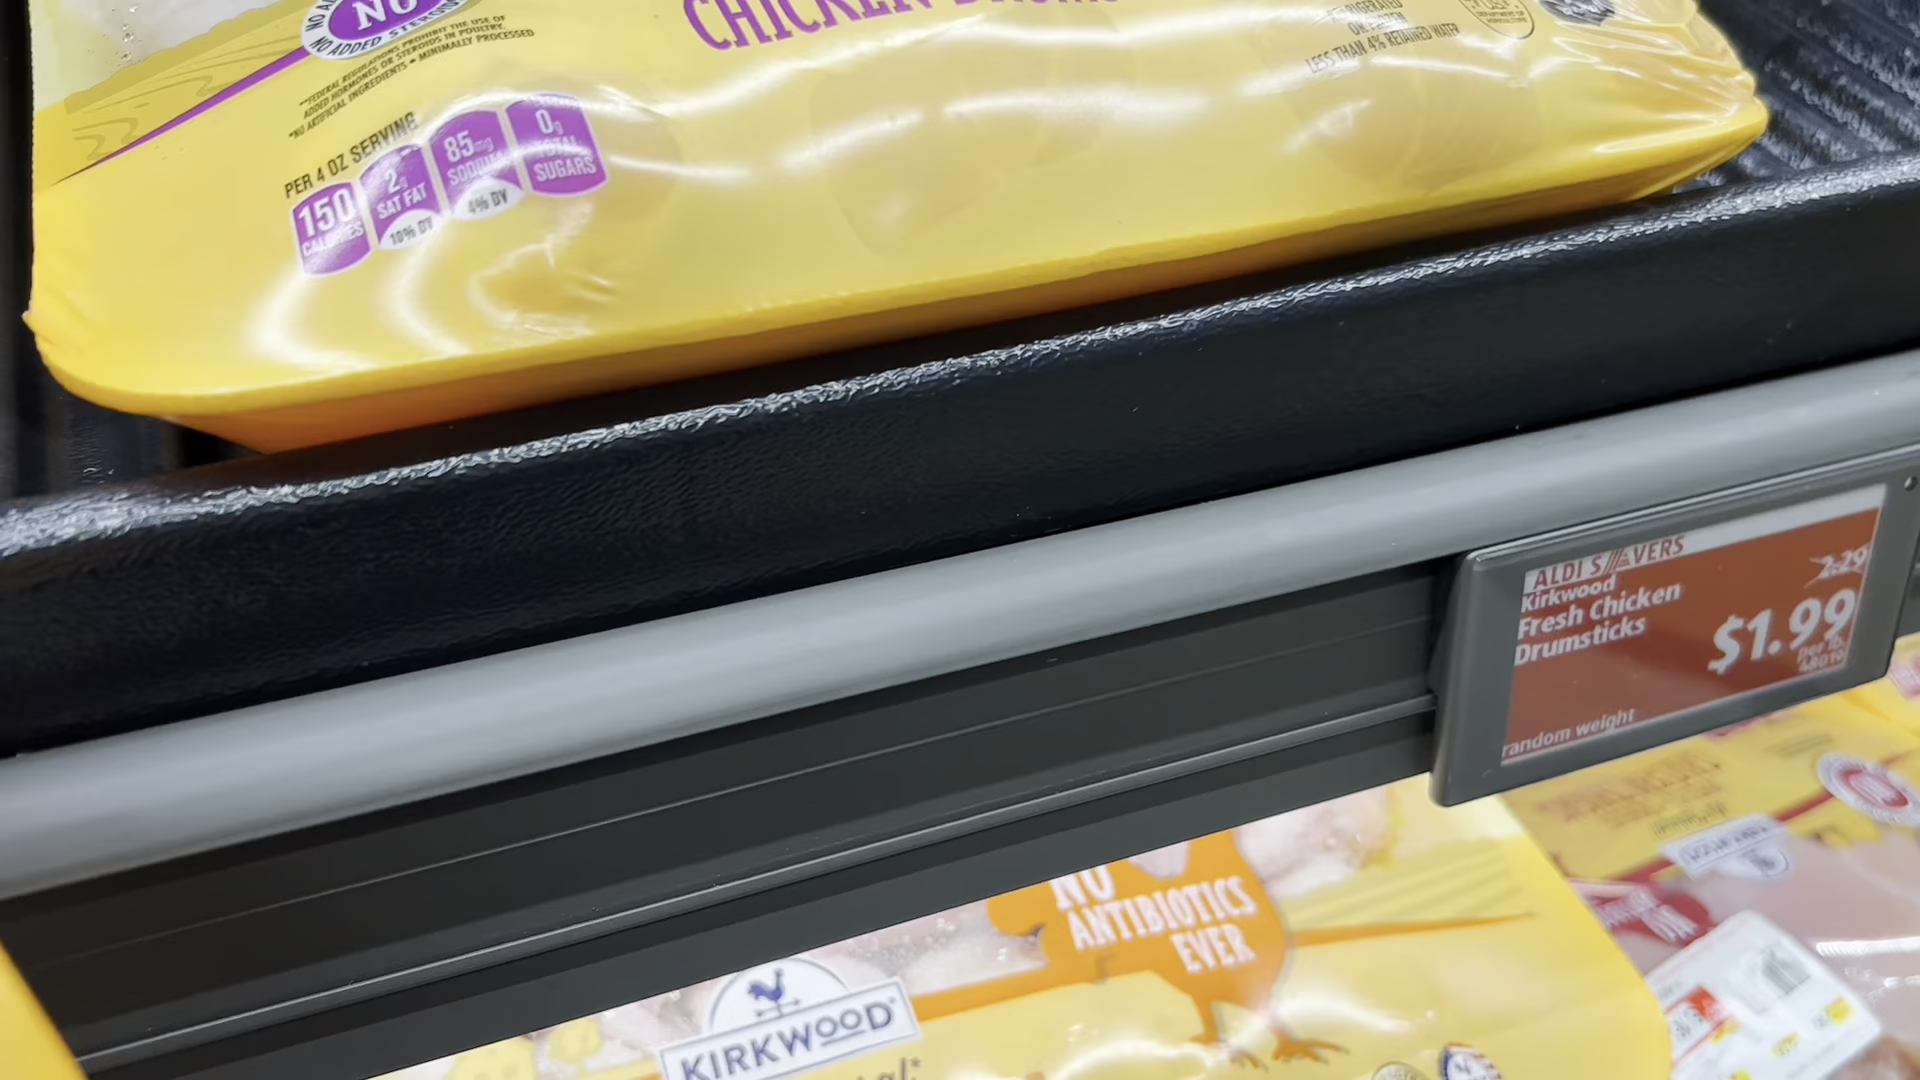 NO
NO ADDED STEROIDS
**FEDERAL REGULATIONS PROHIBIT THE USE OF
ADDED HORMONES OR STEROIDS IN POULTRY.
*NO ARTIFICIAL INGREDIENTS • MINIMALLY PROCESSED
CHICKEN
LESS THAN 4% RETAINED WATER
PER 4 OZ SERVING
150 CALORIES
2g SAT FAT 10% DV
85mg SODIUM 4% DV
0g TOTAL SUGARS
ALDI SAVERS
Kirkwood
Fresh Chicken
Drumsticks
2.29
$1.99
per lb.
random weight
NO
ANTIBIOTICS
EVER
KIRKWOOD